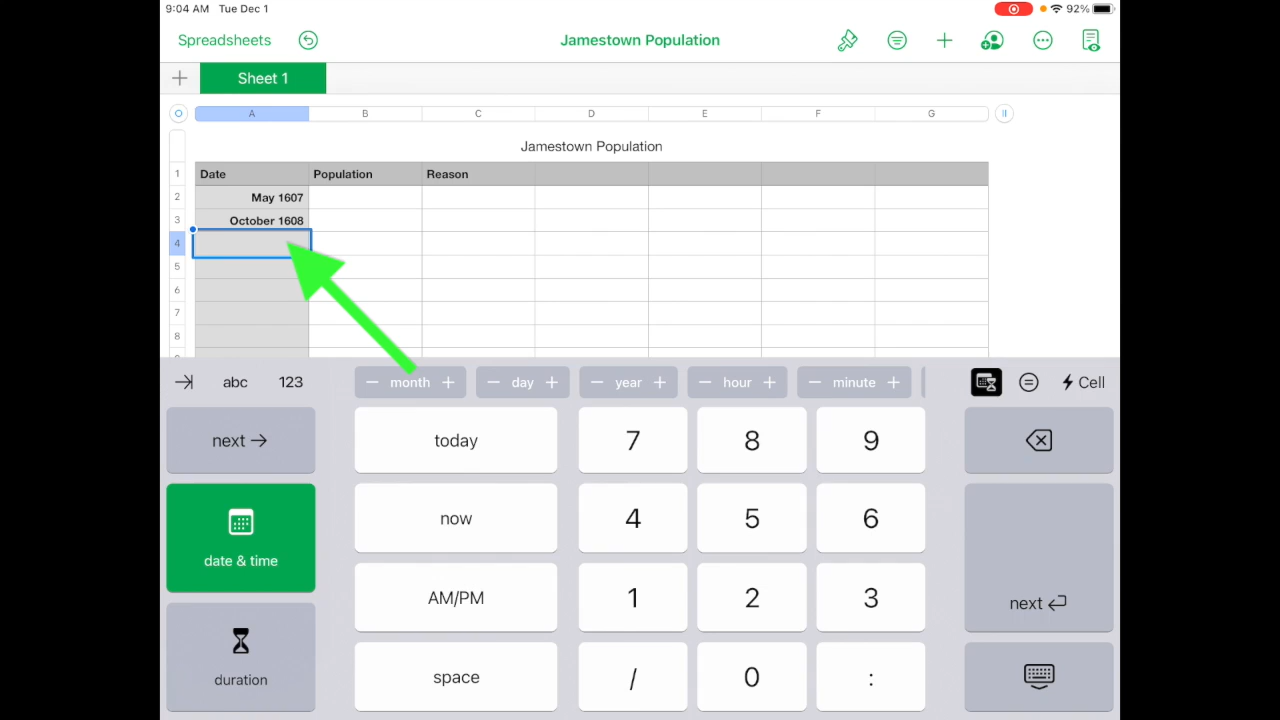 9:04 AM Tue Dec 1 92%
Spreadsheets Jamestown Population
Sheet 1
A B C D E F G
Jamestown Population
1 Date Population Reason
2 May 1607
3 October 1608
4
5
6
7
8
abc 123 − month + − day + − year + − hour + − minute + Cell
next → today 7 8 9
date & time now 4 5 6
AM/PM 1 2 3 next
duration space / 0 :